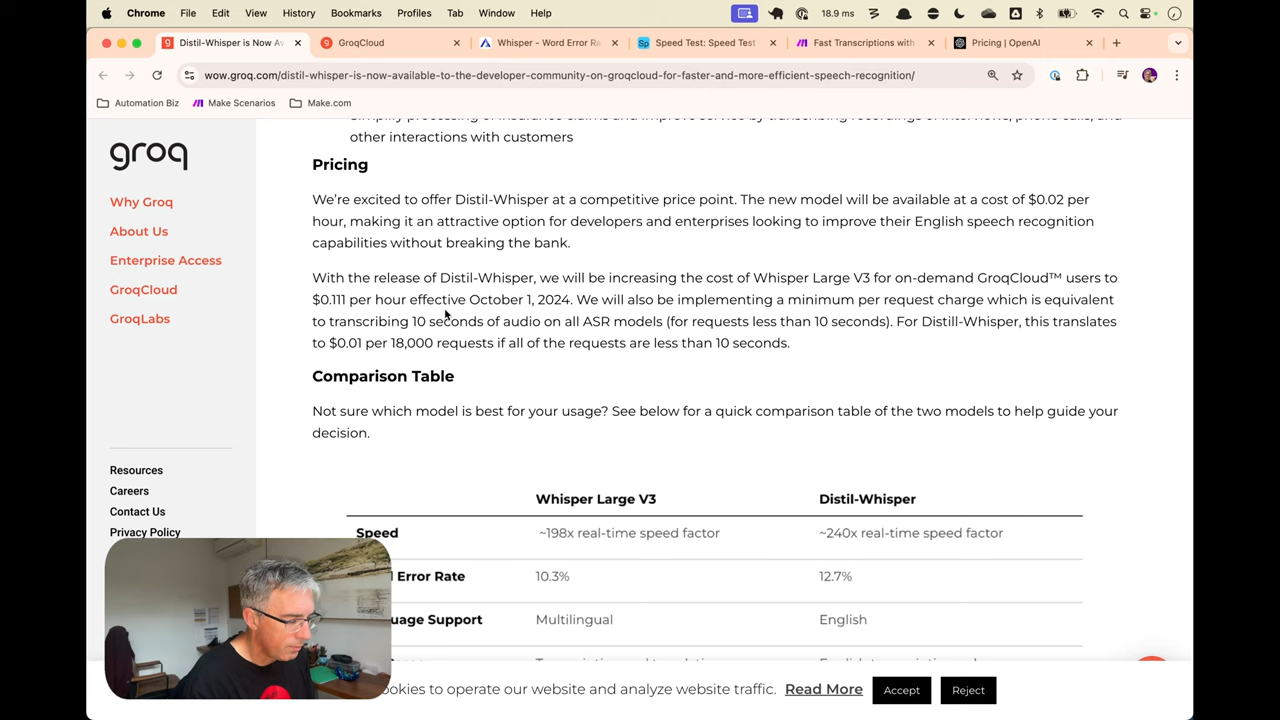 Chrome File Edit View History Bookmarks Profiles Tab Window Help 18.9 ms
Distil-Whisper is Now Av GroqCloud Whisper - Word Error Ra Speed Test: Speed Test Fast Transcriptions with Pricing | OpenAI
wow.groq.com/distil-whisper-is-now-available-to-the-developer-community-on-groqcloud-for-faster-and-more-efficient-speech-recognition/
Automation Biz Make Scenarios Make.com
groq
Why Groq
About Us
Enterprise Access
GroqCloud
GroqLabs
Resources
Careers
Contact Us
Privacy Policy
Simplify processing of insurance claims and improve service by transcribing recordings of interviews, phone calls, and
other interactions with customers
Pricing
We're excited to offer Distil-Whisper at a competitive price point. The new model will be available at a cost of $0.02 per
hour, making it an attractive option for developers and enterprises looking to improve their English speech recognition
capabilities without breaking the bank.
With the release of Distil-Whisper, we will be increasing the cost of Whisper Large V3 for on-demand GroqCloud™ users to
$0.111 per hour effective October 1, 2024. We will also be implementing a minimum per request charge which is equivalent
to transcribing 10 seconds of audio on all ASR models (for requests less than 10 seconds). For Distill-Whisper, this translates
to $0.01 per 18,000 requests if all of the requests are less than 10 seconds.
Comparison Table
Not sure which model is best for your usage? See below for a quick comparison table of the two models to help guide your
decision.
Whisper Large V3 Distil-Whisper
Speed ~198x real-time speed factor ~240x real-time speed factor
Error Rate 10.3% 12.7%
uage Support Multilingual English
ookies to operate our website and analyze website traffic. Read More Accept Reject